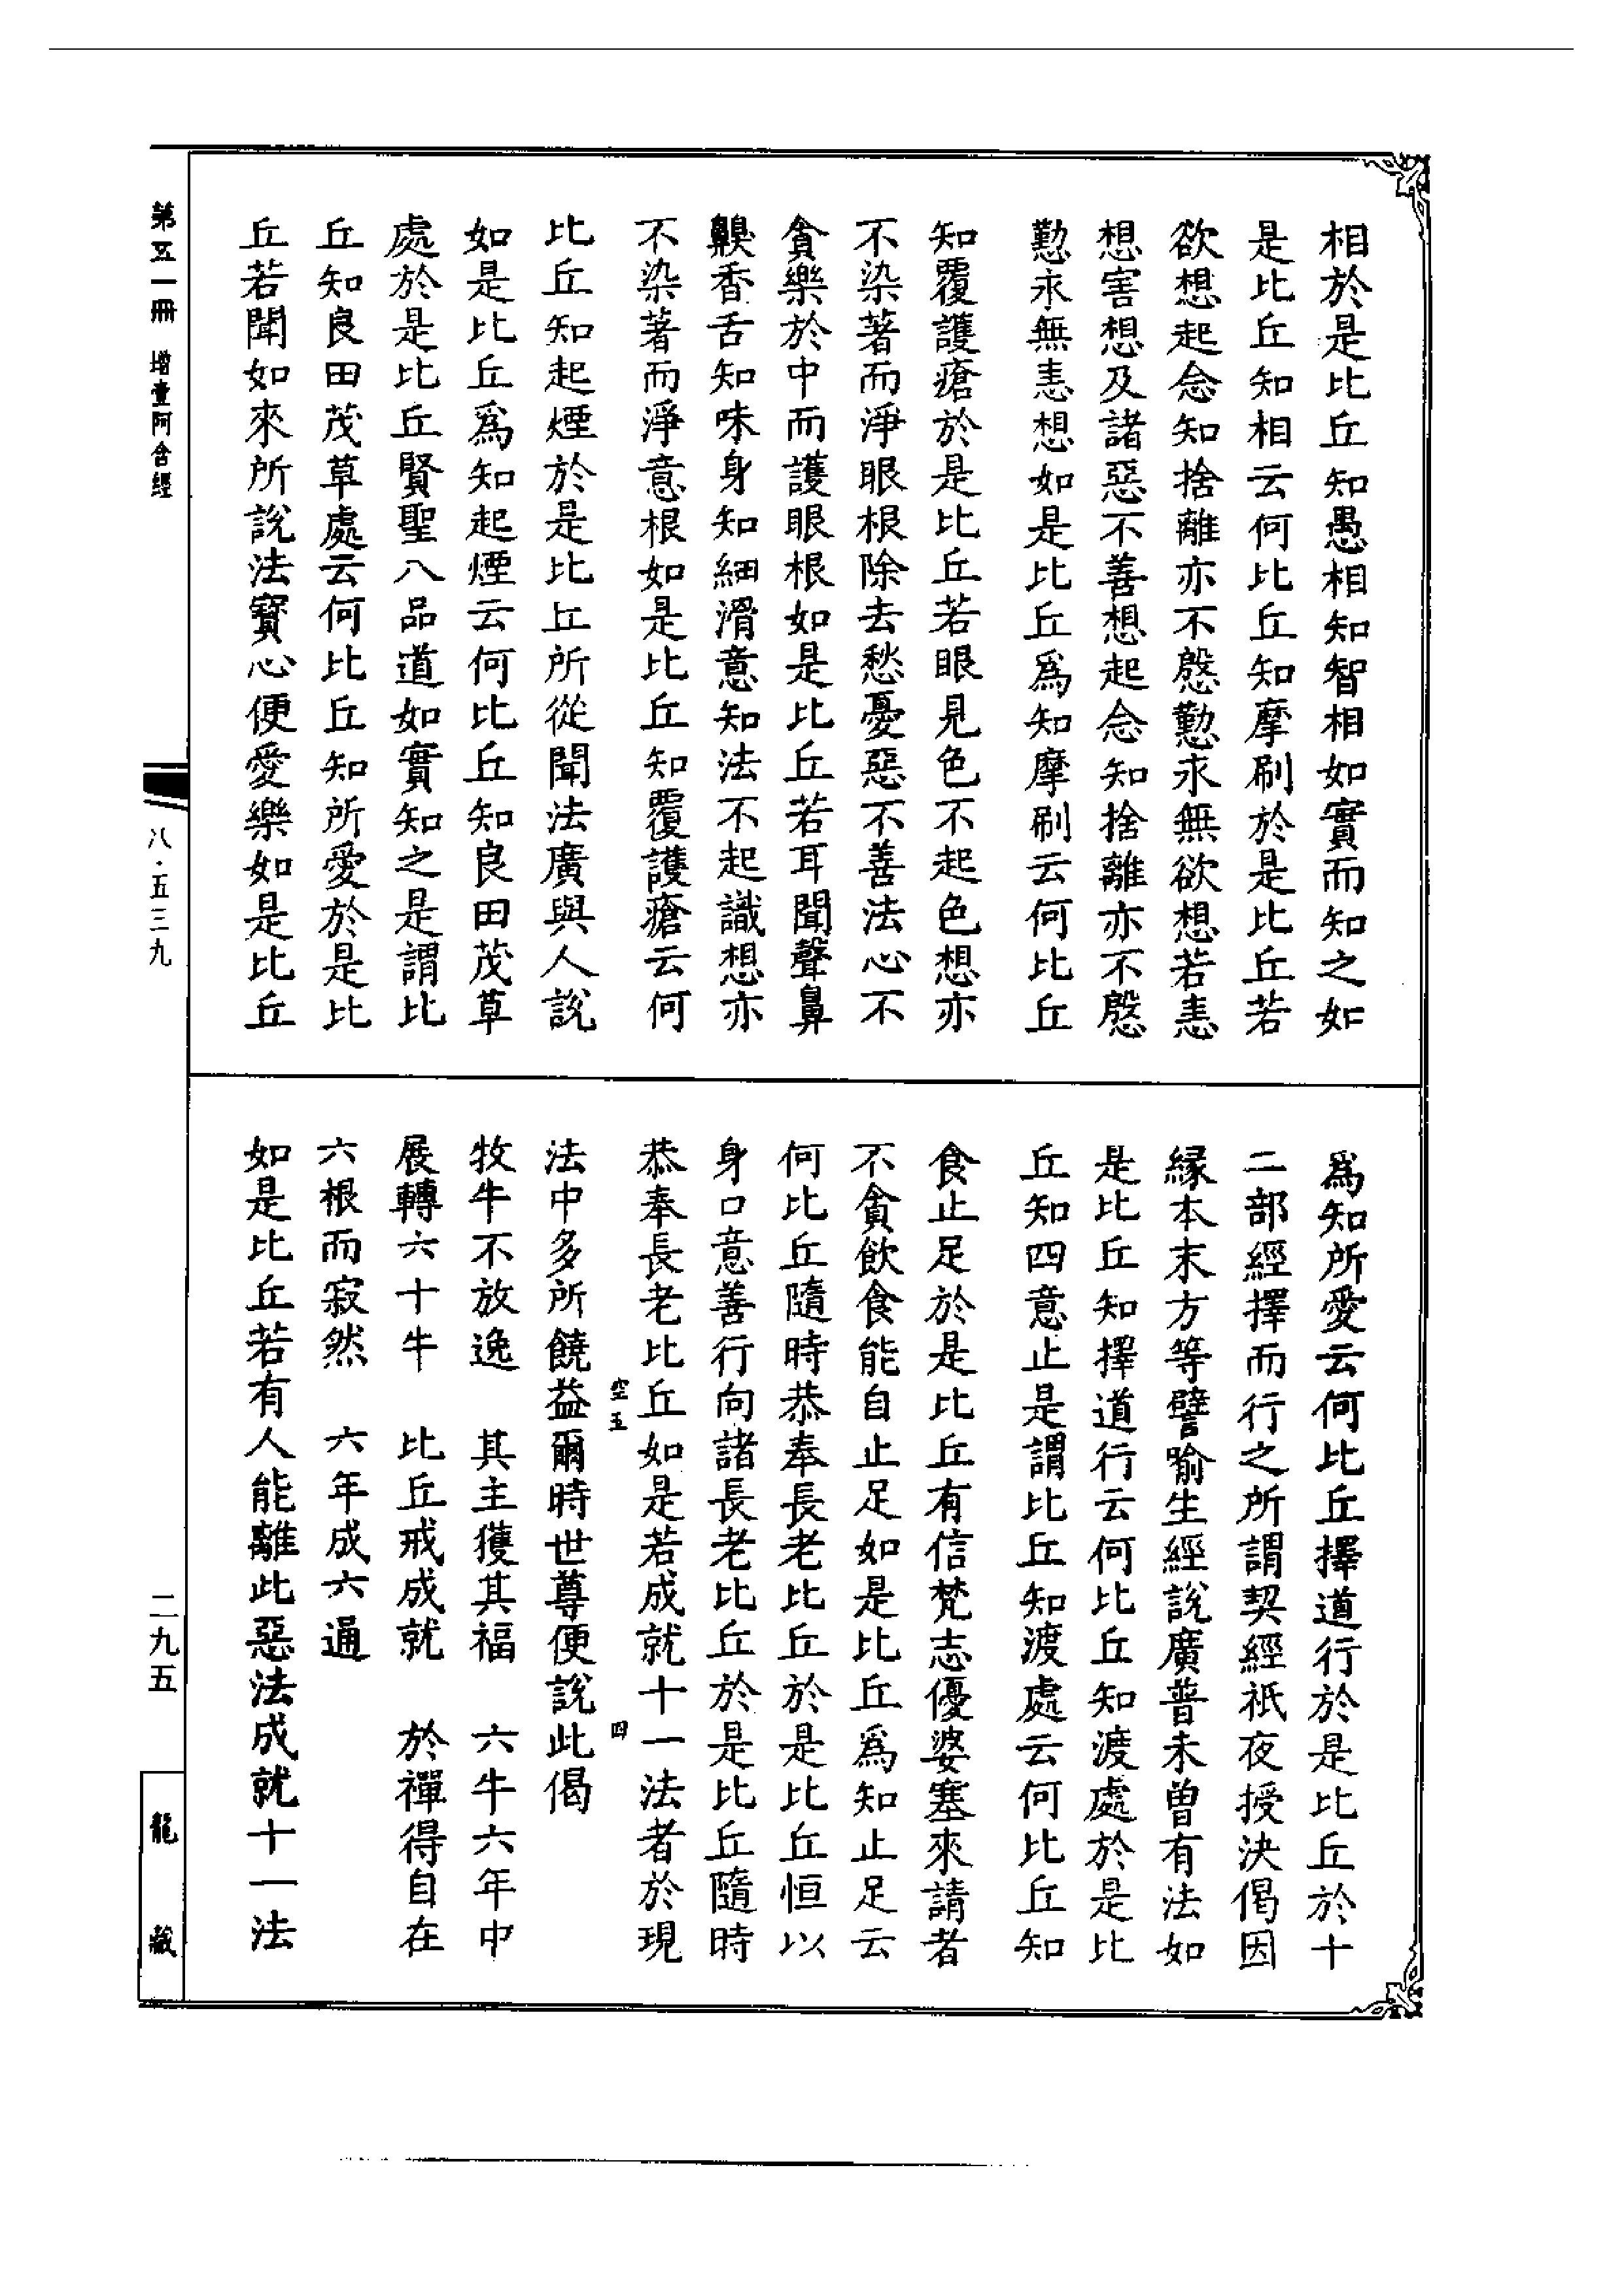 相於是比丘知愚相知智相如實而知之如
是比丘知相云何比丘知摩刷於是比丘若
欲想起念知捨離亦不慇懃求無欲想若恚
想害想及諸惡不善想起念知捨離亦不慇
懃求無恚想如是比丘爲知摩刷云何比丘
知覆護瘡於是比丘若眼見色不起色想亦
不染著而淨眼根除去愁憂惡不善法心不
貪樂於中而護眼根如是比丘若耳聞聲鼻
齅香舌知味身知細滑意知法不起識想亦
不染著而淨意根如是比丘知覆護瘡云何
比丘知起煙於是比丘所從聞法廣與人說
如是比丘爲知起煙云何比丘知良田茂草
處於是比丘賢聖八品道如實知之是謂比
丘知良田茂草處云何比丘知所愛於是比
丘若聞如來所說法寶心便愛樂如是比丘
爲知所愛云何比丘擇道行於是比丘於十
二部經擇而行之所謂契經祇夜授決偈因
緣本末方等譬喻生經說廣普未曾有法如
是比丘知擇道行云何比丘知渡處於是比
丘知四意止是謂比丘知渡處云何比丘知
食止足於是比丘有信梵志優婆塞來請者
不貪飲食能自止足如是比丘爲知止足云
何比丘隨時恭奉長老比丘於是比丘恒以
身口意善行向諸長老比丘於是比丘隨時
恭奉長老比丘如是若成就十一法者於現
空五 四
法中多所饒益爾時世尊便說此偈
牧牛不放逸 其主獲其福 六牛六年中
展轉六十牛 比丘戒成就 於禪得自在
六根而寂然 六年成六通
如是比丘若有人能離此惡法成就十一法
第五一冊 增壹阿含經
八·五三九
二九五
龍藏